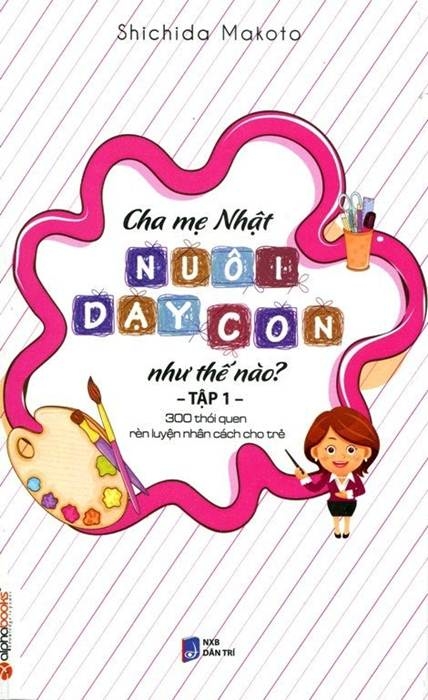 Shichida Makoto
Cha mẹ Nhật
NUÔI
DẠY CON
như thế nào?
– TẬP 1 –
300 thói quen
rèn luyện nhân cách cho trẻ
alphabooks
NXB
DÂN TRÍ